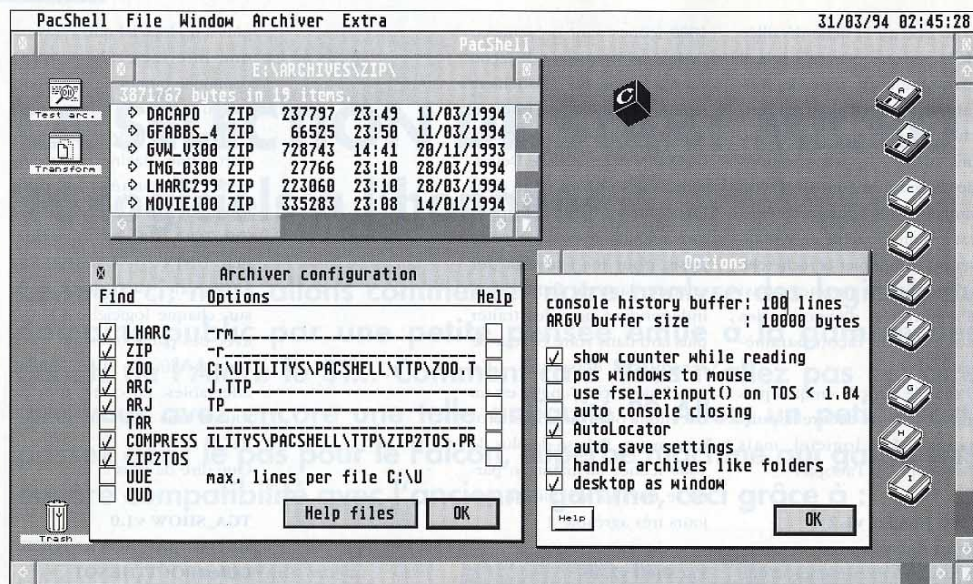 PacShell File Window Archiver Extra 31/03/94 02:45:28
PacShell
E:\ARCHIVES\ZIP\
3871767 bytes in 19 items.
DACAPO ZIP 237797 23:49 11/03/1994
GFABBS_4 ZIP 66525 23:50 11/03/1994
GVW_V300 ZIP 728743 14:41 20/11/1993
IMG_0300 ZIP 27766 23:10 28/03/1994
LHARC299 ZIP 223060 23:10 28/03/1994
MOVIE100 ZIP 335283 23:08 14/01/1994
Test arc.
Transform
C
A
B
C
D
E
F
G
H
I
Archiver configuration
Find Options Help
LHARC -rm
ZIP -r
ZOO C:\UTILITYS\PACSHELL\TTP\ZOO.T
ARC J.TTP
ARJ TP
TAR
COMPRESS ILITYS\PACSHELL\TTP\ZIP2TOS.PR
ZIP2TOS
UUE max. lines per file C:\U
UUD
Help files OK
Options
console history buffer: 100 lines
ARGV buffer size : 10000 bytes
show counter while reading
pos windows to mouse
use fsel_exinput() on TOS < 1.04
auto console closing
AutoLocator
auto save settings
handle archives like folders
desktop as window
Help OK
Trash